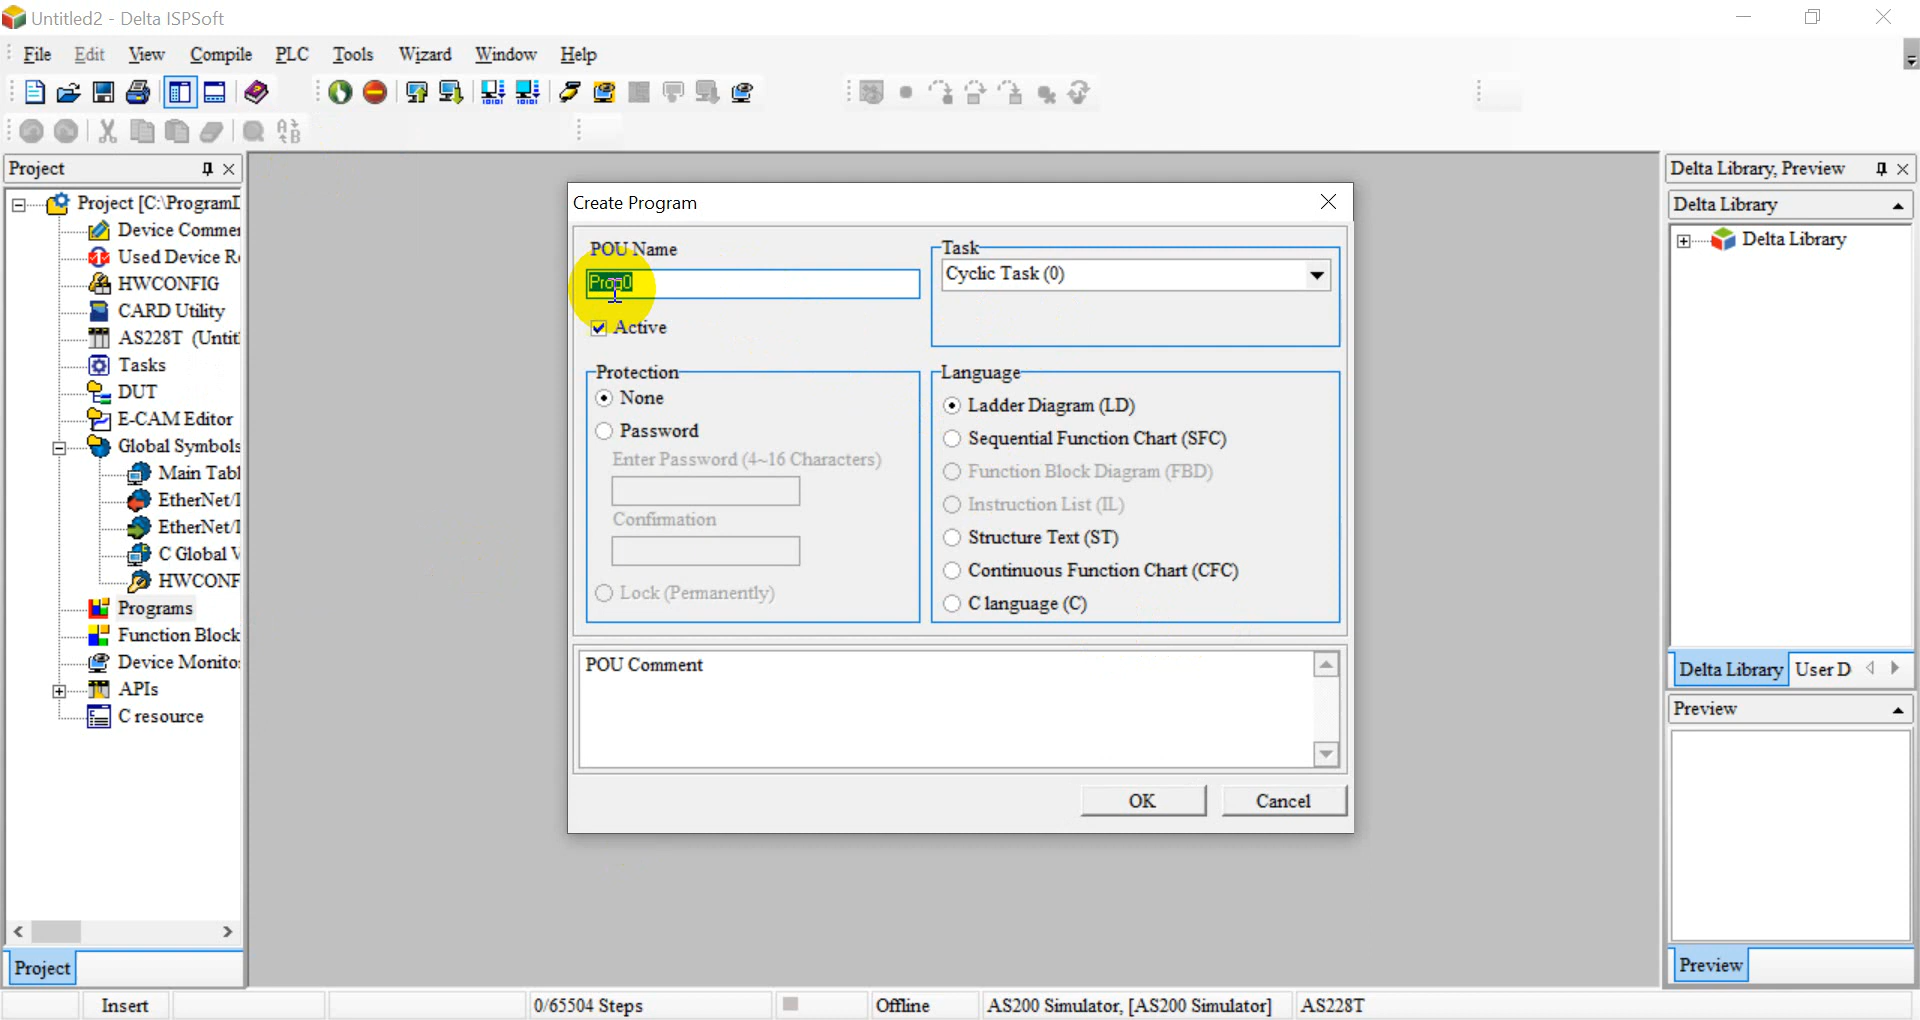 Untitled2 - Delta ISPSoft
File Edit View Compile PLC Tools Wizard Window Help
Project
Project [C:\ProgramD
Device Commen
Used Device R
HWCONFIG
CARD Utility
AS228T (Untit
Tasks
DUT
E-CAM Editor
Global Symbols
Main Tabl
EtherNet/I
EtherNet/I
C Global V
HWCONF
Programs
Function Block
Device Monito
APIs
C resource
Project
Create Program
POU Name
Prog0
Active
Task
Cyclic Task (0)
Protection
None
Password
Enter Password (4~16 Characters)
Confirmation
Lock (Permanently)
Language
Ladder Diagram (LD)
Sequential Function Chart (SFC)
Function Block Diagram (FBD)
Instruction List (IL)
Structure Text (ST)
Continuous Function Chart (CFC)
C language (C)
POU Comment
OK Cancel
Delta Library, Preview
Delta Library
Delta Library
Delta Library User D
Preview
Preview
Insert 0/65504 Steps Offline AS200 Simulator, [AS200 Simulator] AS228T